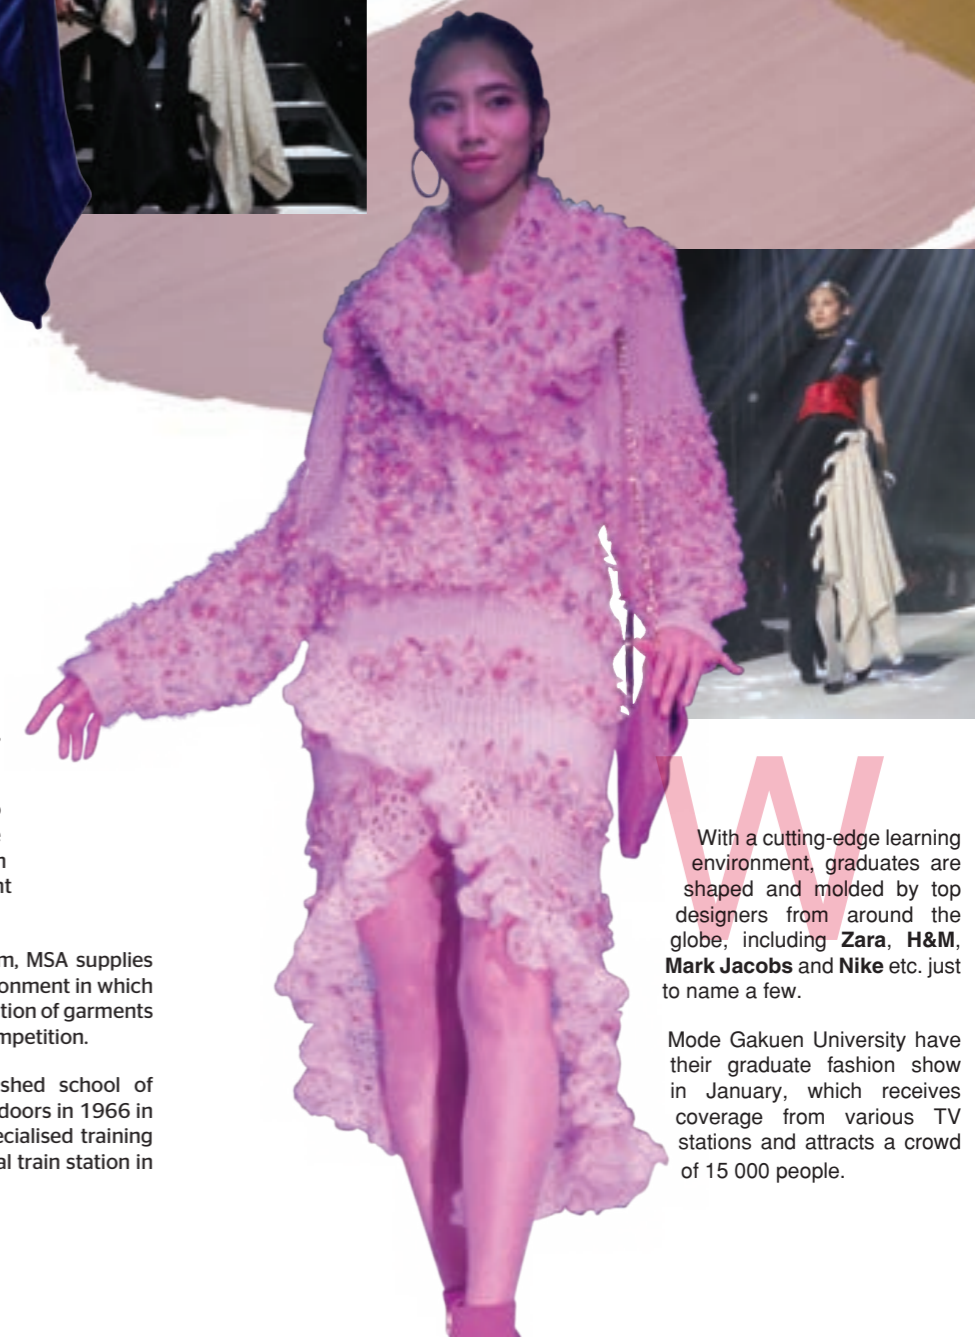 m, MSA supplies
onment in which
tion of garments
mpetition.
shed school of
doors in 1966 in
ecialised training
al train station in
W
With a cutting-edge learning
environment, graduates are
shaped and molded by top
designers from around the
globe, including Zara, H&M,
Mark Jacobs and Nike etc. just
to name a few.
Mode Gakuen University have
their graduate fashion show
in January, which receives
coverage from various TV
stations and attracts a crowd
of 15 000 people.